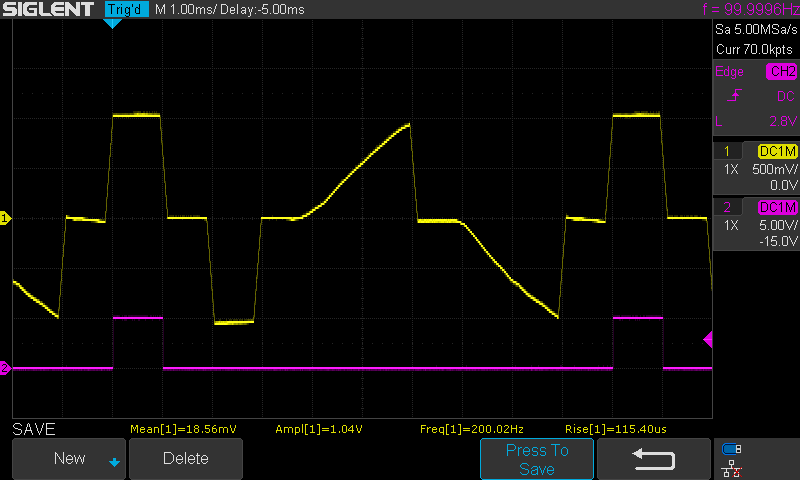 SIGLENT Trig'd M 1.00ms/ Delay:-5.00ms f = 99.9996Hz
Sa 5.00MSa/s
Curr 70.0kpts
Edge CH2
DC
L 2.8V
1 DC1M
1X 500mV/
0.0V
2 DC1M
1X 5.00V/
-15.0V
1
2
SAVE Mean[1]=18.56mV Ampl[1]=1.04V Freq[1]=200.02Hz Rise[1]=115.40us
New Delete Press To
Save